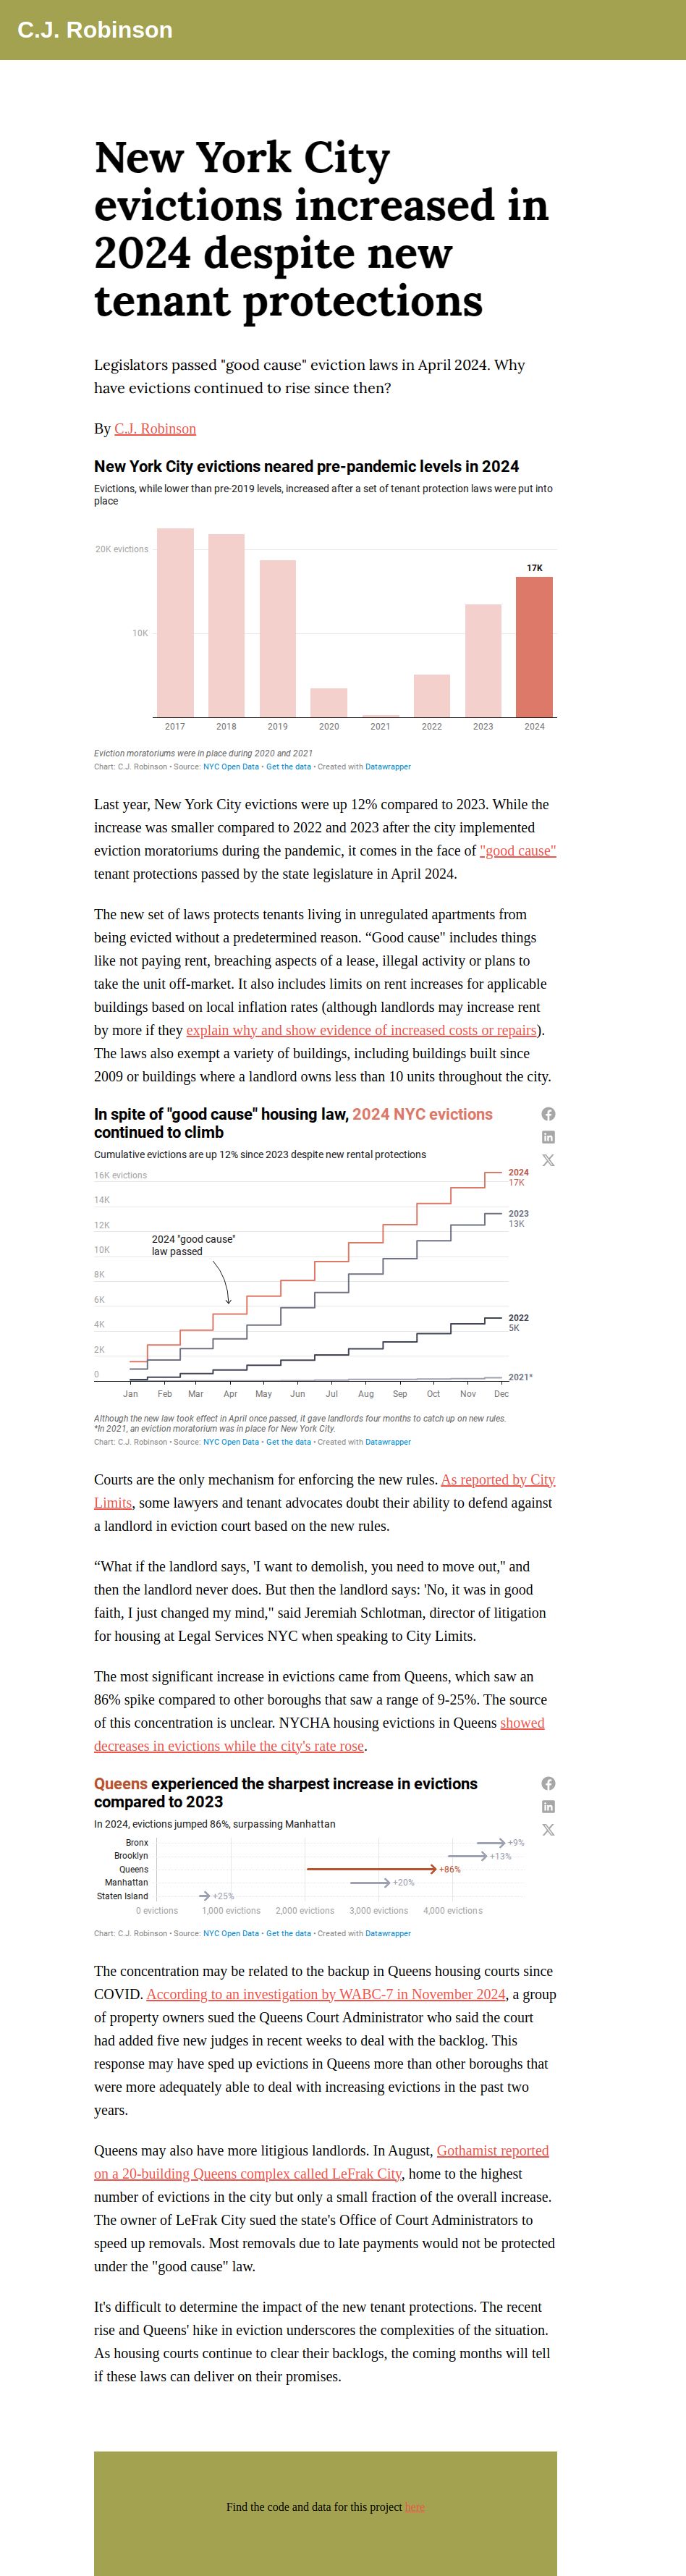 C.J. Robinson
New York City
evictions increased in
2024 despite new
tenant protections
Legislators passed "good cause" eviction laws in April 2024. Why
have evictions continued to rise since then?
By C.J. Robinson
New York City evictions neared pre-pandemic levels in 2024
Evictions, while lower than pre-2019 levels, increased after a set of tenant protection laws were put into
place
20K evictions
17K
10K
2017 2018 2019 2020 2021 2022 2023 2024
Eviction moratoriums were in place during 2020 and 2021
Chart: C.J. Robinson • Source: NYC Open Data • Get the data • Created with Datawrapper
Last year, New York City evictions were up 12% compared to 2023. While the
increase was smaller compared to 2022 and 2023 after the city implemented
eviction moratoriums during the pandemic, it comes in the face of "good cause"
tenant protections passed by the state legislature in April 2024.
The new set of laws protects tenants living in unregulated apartments from
being evicted without a predetermined reason. “Good cause" includes things
like not paying rent, breaching aspects of a lease, illegal activity or plans to
take the unit off-market. It also includes limits on rent increases for applicable
buildings based on local inflation rates (although landlords may increase rent
by more if they explain why and show evidence of increased costs or repairs).
The laws also exempt a variety of buildings, including buildings built since
2009 or buildings where a landlord owns less than 10 units throughout the city.
In spite of "good cause" housing law, 2024 NYC evictions
continued to climb
Cumulative evictions are up 12% since 2023 despite new rental protections
16K evictions
2024
17K
14K
2023
13K
12K
2024 "good cause"
law passed
10K
8K
6K
4K
2022
5K
2K
0
2021*
Jan Feb Mar Apr May Jun Jul Aug Sep Oct Nov Dec
Although the new law took effect in April once passed, it gave landlords four months to catch up on new rules.
*In 2021, an eviction moratorium was in place for New York City.
Chart: C.J. Robinson • Source: NYC Open Data • Get the data • Created with Datawrapper
Courts are the only mechanism for enforcing the new rules. As reported by City
Limits, some lawyers and tenant advocates doubt their ability to defend against
a landlord in eviction court based on the new rules.
“What if the landlord says, 'I want to demolish, you need to move out,'' and
then the landlord never does. But then the landlord says: 'No, it was in good
faith, I just changed my mind," said Jeremiah Schlotman, director of litigation
for housing at Legal Services NYC when speaking to City Limits.
The most significant increase in evictions came from Queens, which saw an
86% spike compared to other boroughs that saw a range of 9-25%. The source
of this concentration is unclear. NYCHA housing evictions in Queens showed
decreases in evictions while the city's rate rose.
Queens experienced the sharpest increase in evictions
compared to 2023
In 2024, evictions jumped 86%, surpassing Manhattan
Bronx +9%
Brooklyn +13%
Queens +86%
Manhattan +20%
Staten Island +25%
0 evictions 1,000 evictions 2,000 evictions 3,000 evictions 4,000 evictions
Chart: C.J. Robinson • Source: NYC Open Data • Get the data • Created with Datawrapper
The concentration may be related to the backup in Queens housing courts since
COVID. According to an investigation by WABC-7 in November 2024, a group
of property owners sued the Queens Court Administrator who said the court
had added five new judges in recent weeks to deal with the backlog. This
response may have sped up evictions in Queens more than other boroughs that
were more adequately able to deal with increasing evictions in the past two
years.
Queens may also have more litigious landlords. In August, Gothamist reported
on a 20-building Queens complex called LeFrak City, home to the highest
number of evictions in the city but only a small fraction of the overall increase.
The owner of LeFrak City sued the state's Office of Court Administrators to
speed up removals. Most removals due to late payments would not be protected
under the "good cause" law.
It's difficult to determine the impact of the new tenant protections. The recent
rise and Queens' hike in eviction underscores the complexities of the situation.
As housing courts continue to clear their backlogs, the coming months will tell
if these laws can deliver on their promises.
Find the code and data for this project here